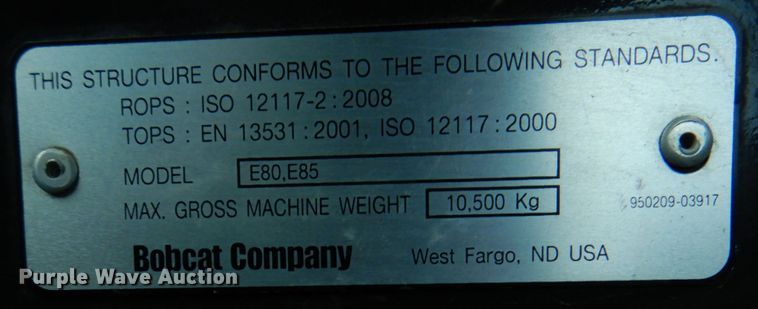 THIS STRUCTURE CONFORMS TO THE FOLLOWING STANDARDS.
ROPS : ISO 12117-2 : 2008
TOPS : EN 13531 : 2001, ISO 12117 : 2000
MODEL E80,E85
MAX. GROSS MACHINE WEIGHT 10,500 Kg
950209-03917
Bobcat Company West Fargo, ND USA
Purple Wave Auction